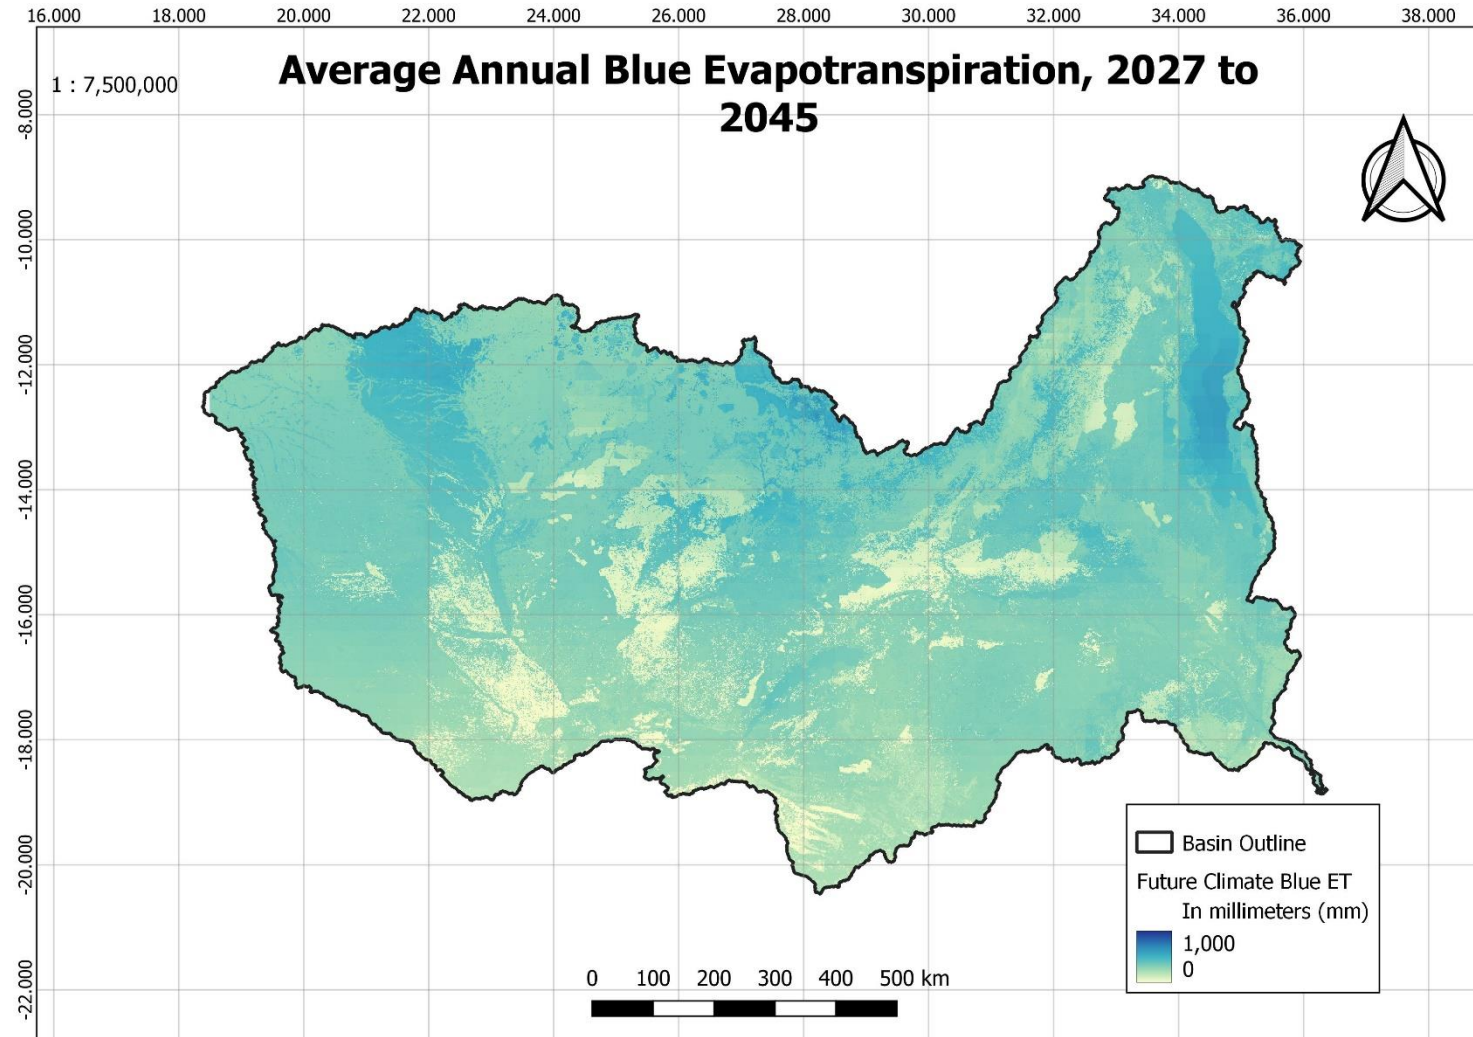 16.000 18.000 20.000 22.000 24.000 26.000 28.000 30.000 32.000 34.000 36.000 38.000
Average Annual Blue Evapotranspiration, 2027 to
2045
1 : 7,500,000
-8.000
-10.000
-12.000
-14.000
-16.000
-18.000
-20.000
-22.000
Basin Outline
Future Climate Blue ET
In millimeters (mm)
1,000
0
0 100 200 300 400 500 km